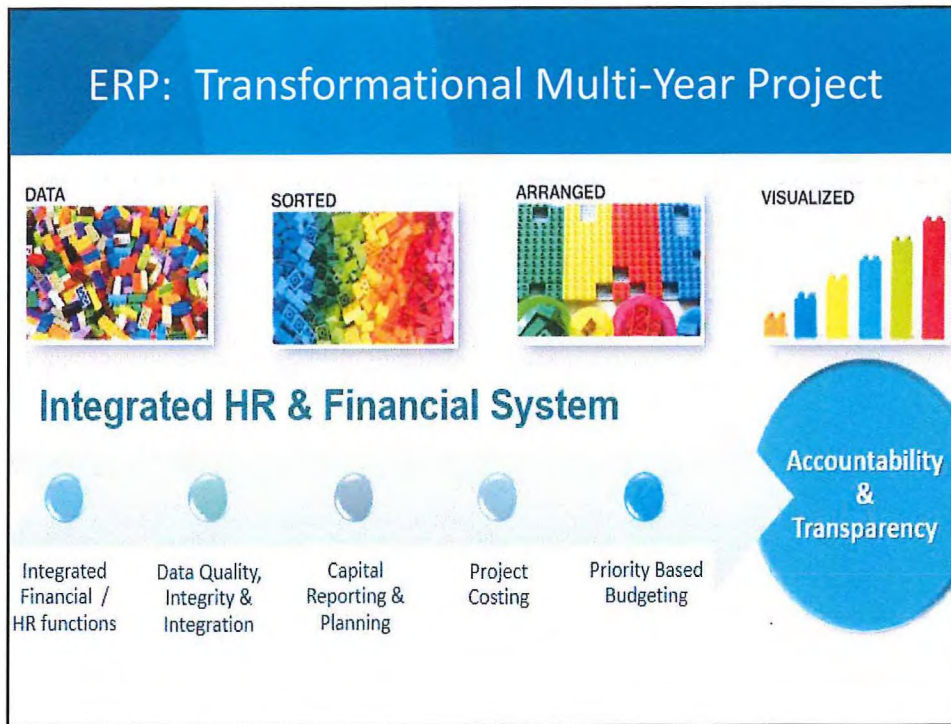 ERP: Transformational Multi-Year Project
DATA
SORTED
ARRANGED
VISUALIZED
Integrated HR & Financial System
Accountability
&
Transparency
Integrated
Financial /
HR functions
Data Quality,
Integrity &
Integration
Capital
Reporting &
Planning
Project
Costing
Priority Based
Budgeting